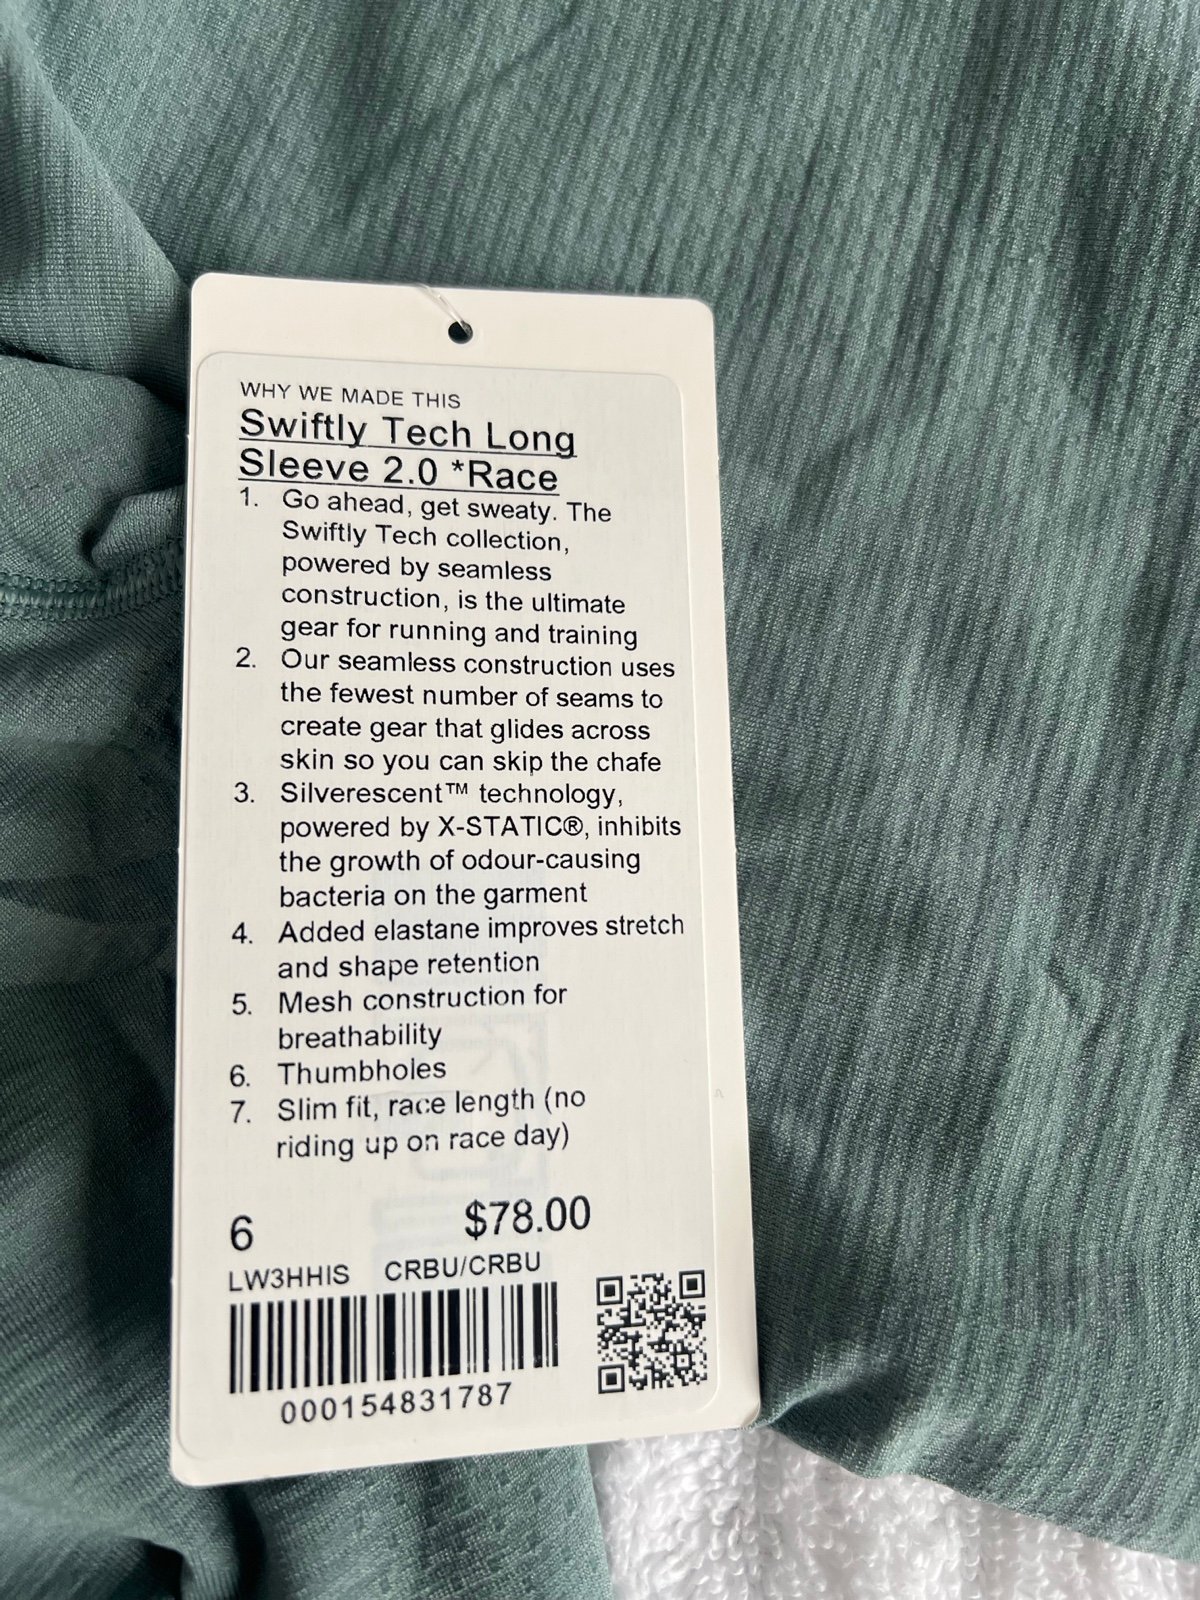 WHY WE MADE THIS
Swiftly Tech Long
Sleeve 2.0 *Race
1. Go ahead, get sweaty. The
Swiftly Tech collection,
powered by seamless
construction, is the ultimate
gear for running and training
2. Our seamless construction uses
the fewest number of seams to
create gear that glides across
skin so you can skip the chafe
3. Silverescent™ technology,
powered by X-STATIC®, inhibits
the growth of odour-causing
bacteria on the garment
4. Added elastane improves stretch
and shape retention
5. Mesh construction for
breathability
6. Thumbholes
7. Slim fit, race length (no
riding up on race day)
6 $78.00
LW3HHIS CRBU/CRBU
000154831787